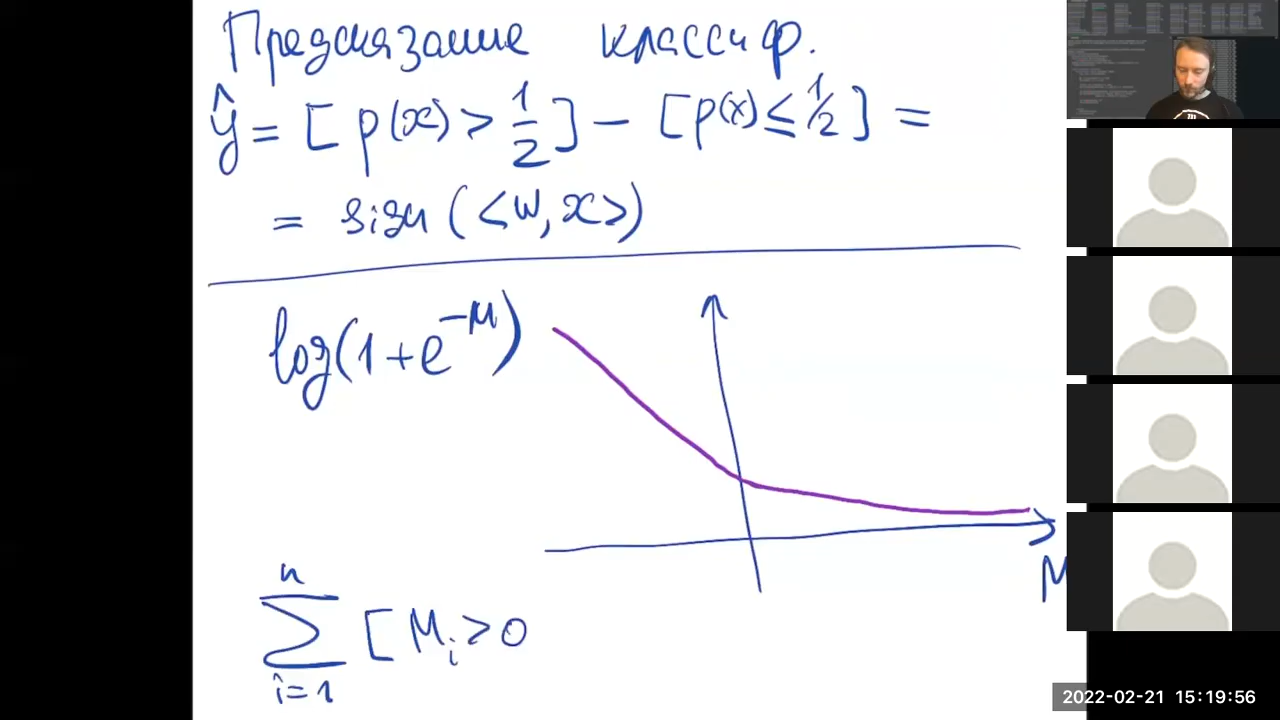 Предсказание классиф.
ŷ = [p(x) > 1/2] − [p(x) ≤ 1/2] =
= sign(<w, x>)
log(1+e^{-M})
M
n
∑ [M_i > 0
i=1
2022-02-21 15:19:56